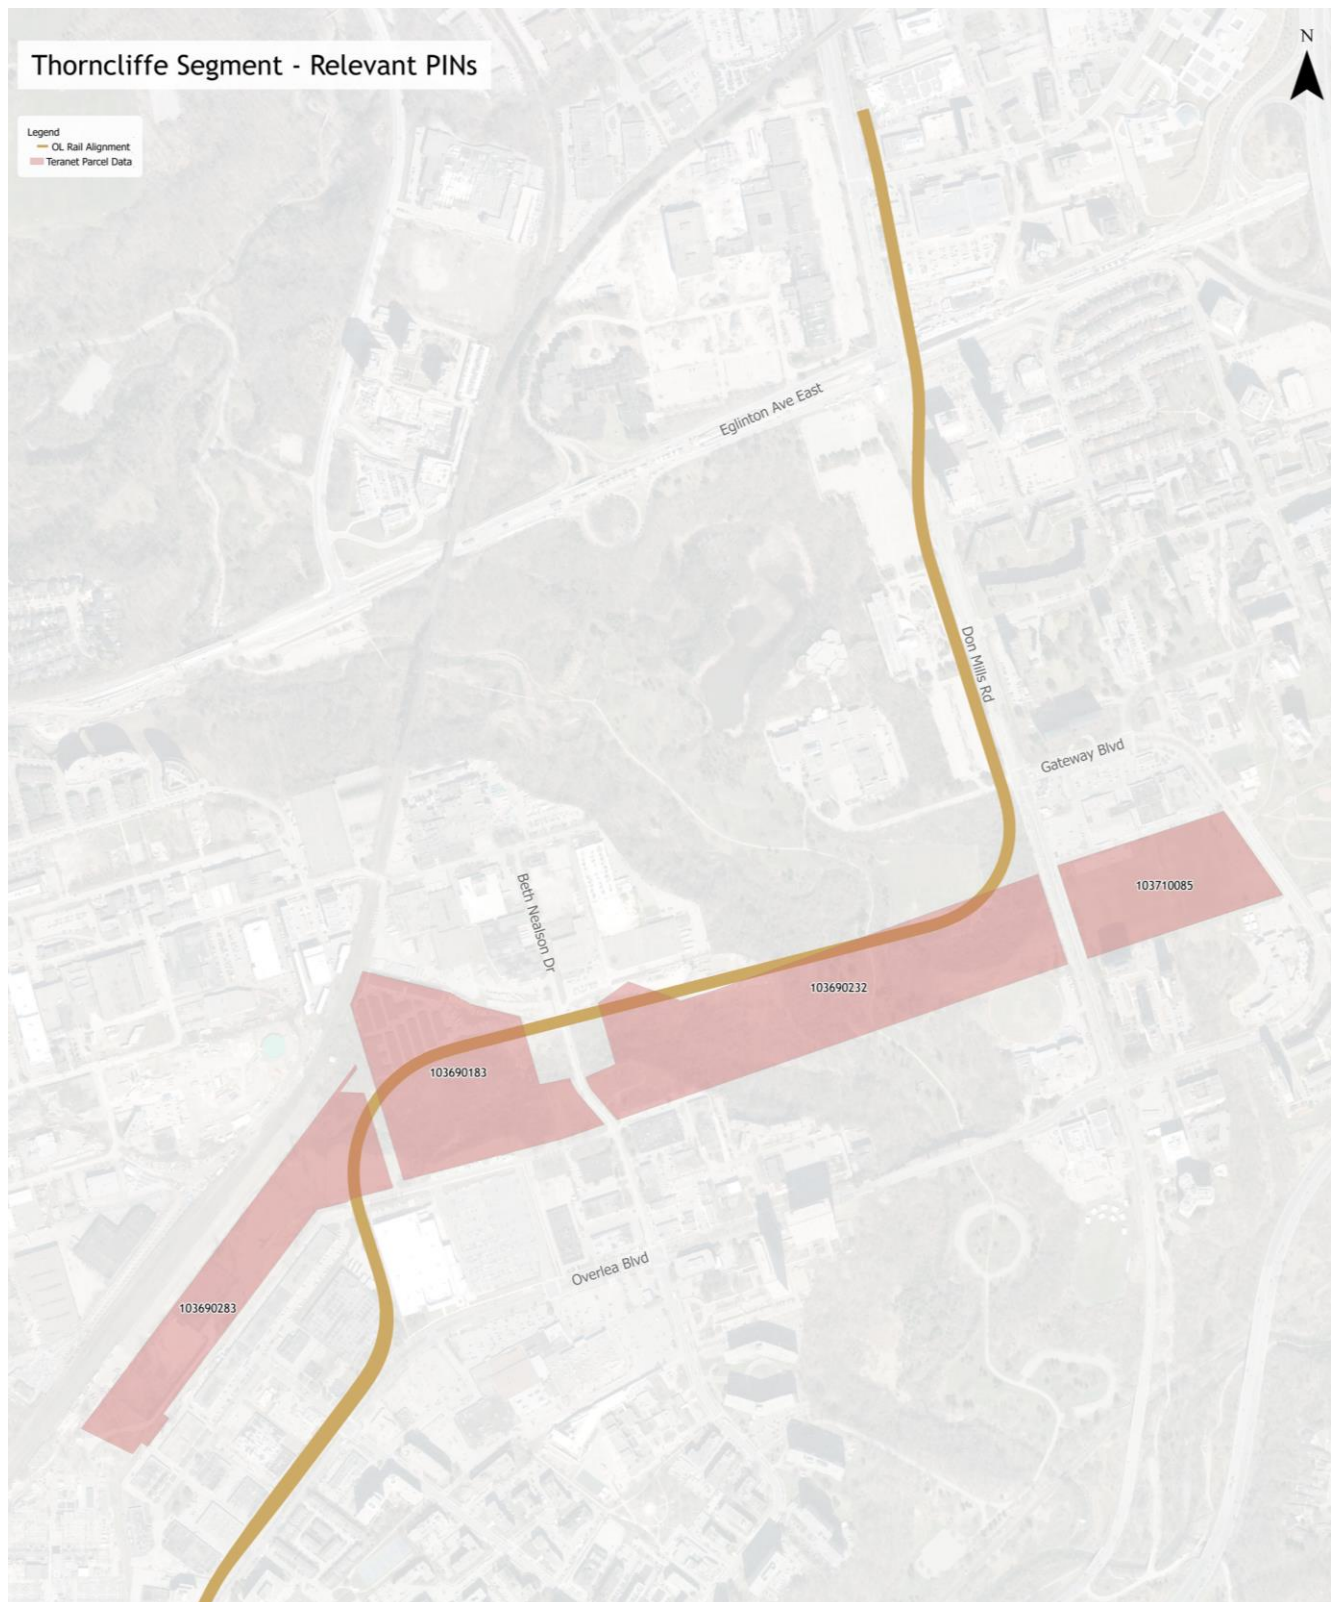 Thorncliffe Segment - Relevant PINs
N
Legend
OL Rail Alignment
Teranet Parcel Data
Eglinton Ave East
Don Mills Rd
Gateway Blvd
103710085
Beth Nealson Dr
103690232
103690183
Overlea Blvd
103690283